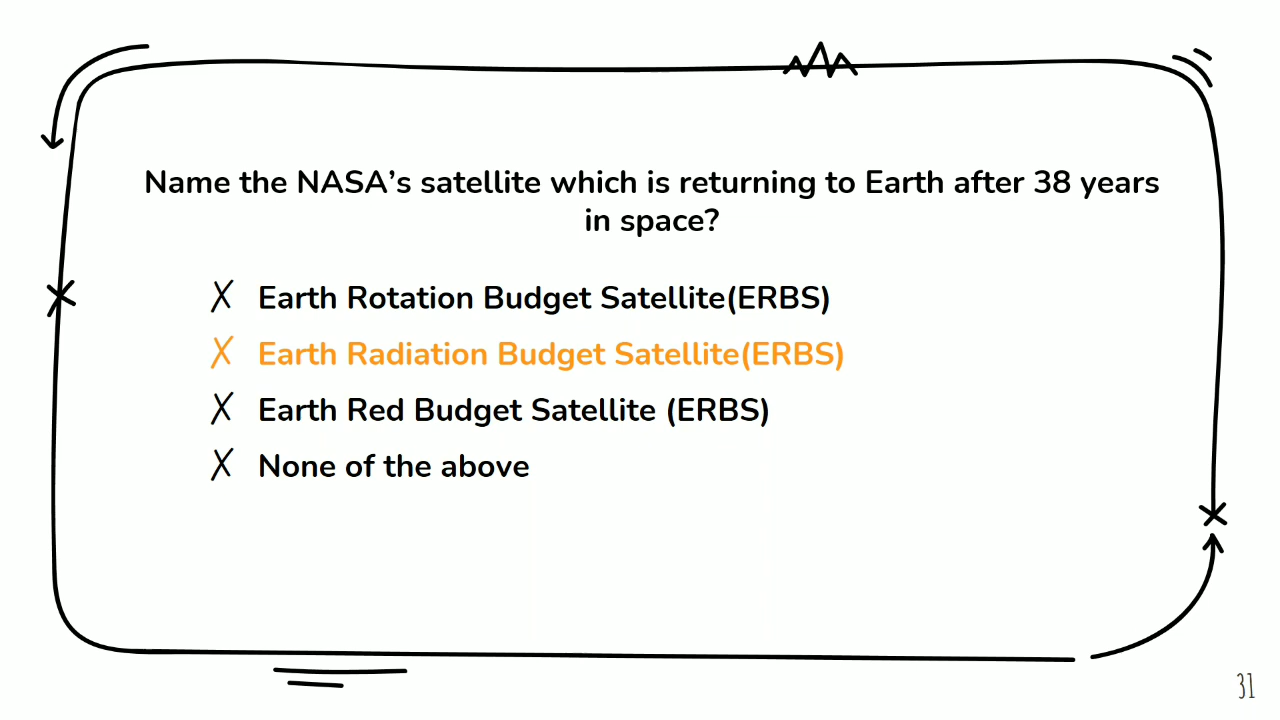 Name the NASA’s satellite which is returning to Earth after 38 years
in space?
Earth Rotation Budget Satellite(ERBS)
Earth Radiation Budget Satellite(ERBS)
Earth Red Budget Satellite (ERBS)
None of the above
31